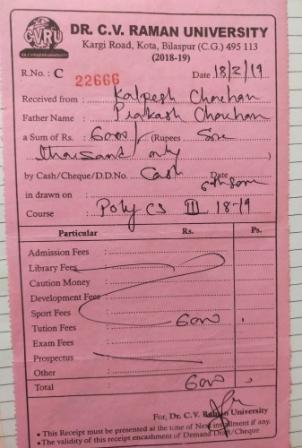 CVRU
DR. C.V. RAMAN UNIVERSITY
Kargi Road, Kota, Bilaspur (C.G.) 495 113
(2018-19)
R.No. : C 22666 Date 18/2/19
Received from : Kalpesh Chouhan
Father Name : Prakash Chouhan
a Sum of Rs. : 6000/ (Rupees Six
thousand only
by Cash/Cheque/D.D.No. Cash Date
in drawn on :
Course : Poly CS III 18-19
Particular Rs. Ps.
Admission Fees :
Library Fees :
Caution Money :
Development Fees :
Sport Fees :
Tution Fees : 6000
Exam Fees :
Prospectus :
Other :
Total : 6000
For, Dr. C.V. Raman University
• This Receipt must be presented at the time of Next installment if any.
• The validity of this receipt encashment of Demand Draft/Cheque